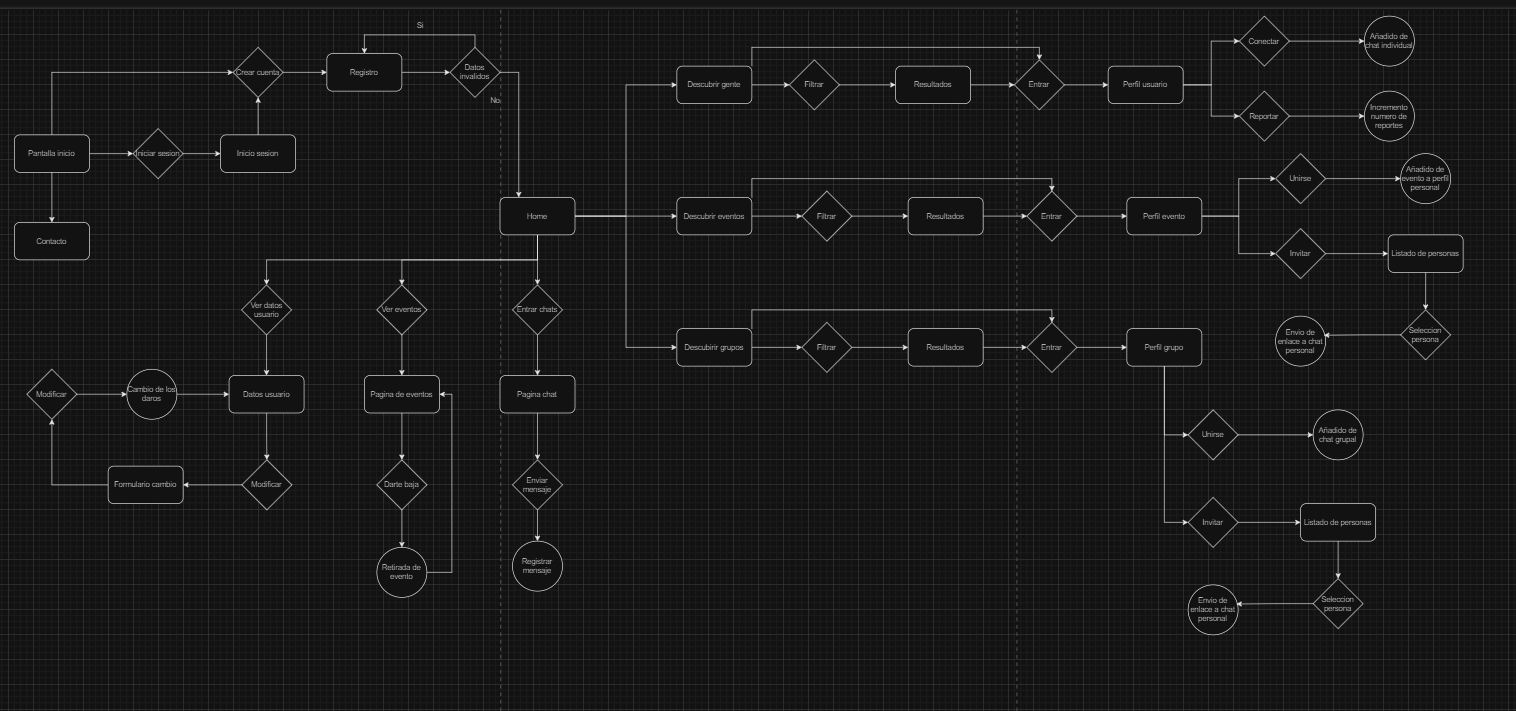 Si
Crear cuenta
Registro
Datos
invalidos
No
Pantalla inicio
Iniciar sesion
Inicio sesion
Contacto
Home
Descubrir gente
Filtrar
Resultados
Entrar
Perfil usuario
Conectar
Añadido de
chat individual
Reportar
Incremento
numero de
reportes
Descubrir eventos
Filtrar
Resultados
Entrar
Perfil evento
Unirse
Añadido de
evento a perfil
personal
Invitar
Listado de personas
Seleccion
persona
Envio de
enlace a chat
personal
Descubirir grupos
Filtrar
Resultados
Entrar
Perfil grupo
Unirse
Añadido de
chat grupal
Invitar
Listado de personas
Seleccion
persona
Envio de
enlace a chat
personal
Ver datos
usuario
Ver eventos
Entrar chats
Modificar
Cambio de los
daros
Datos usuario
Pagina de eventos
Pagina chat
Formulario cambio
Modificar
Darte baja
Enviar
mensaje
Retirada de
evento
Registrar
mensaje